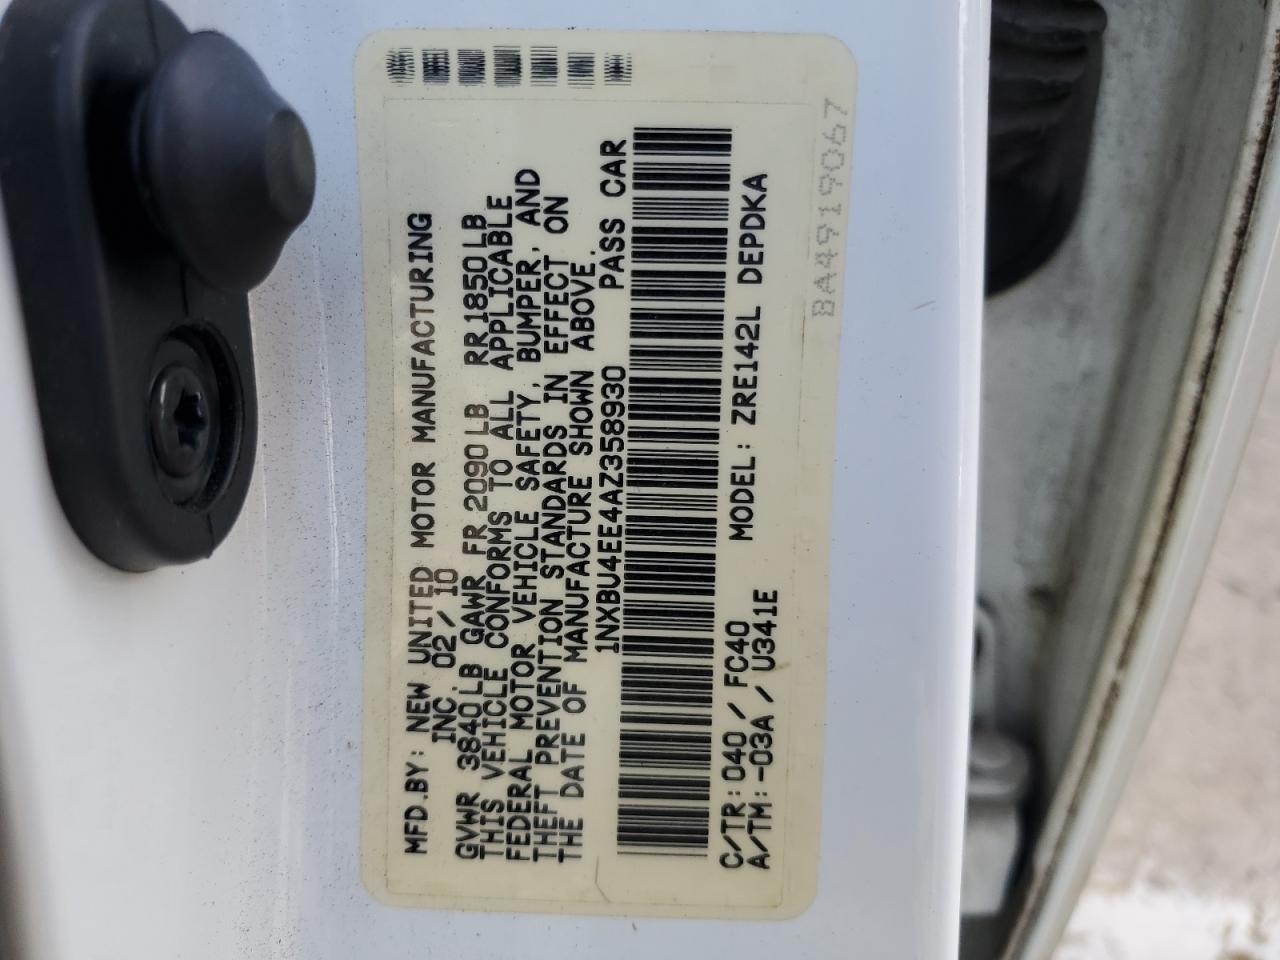 MFD.BY: NEW UNITED MOTOR MANUFACTURING
INC. 02/10
GVWR 3840LB GAWR FR 2090LB RR 1850LB
THIS VEHICLE CONFORMS TO ALL APPLICABLE
FEDERAL MOTOR VEHICLE SAFETY, BUMPER, AND
THEFT PREVENTION STANDARDS IN EFFECT ON
THE DATE OF MANUFACTURE SHOWN ABOVE.
1NXBU4EE4AZ358930 PASS CAR
C/TR: 040 / FC40 MODEL: ZRE142L DEPDKA
A/TM: -03A / U341E
BA4919067